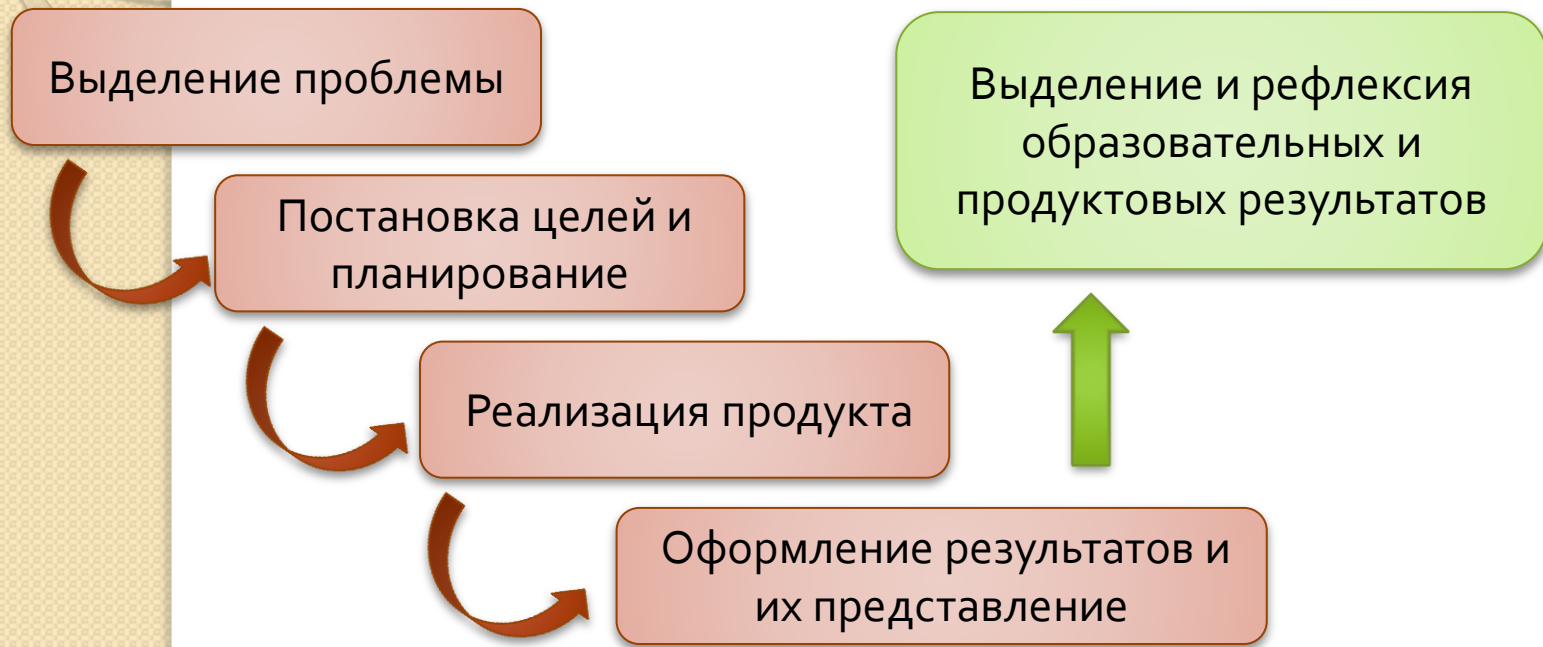 Выделение проблемы
Выделение и рефлексия
образовательных и
продуктовых результатов
Постановка целей и
планирование
Реализация продукта
Оформление результатов и
их представление